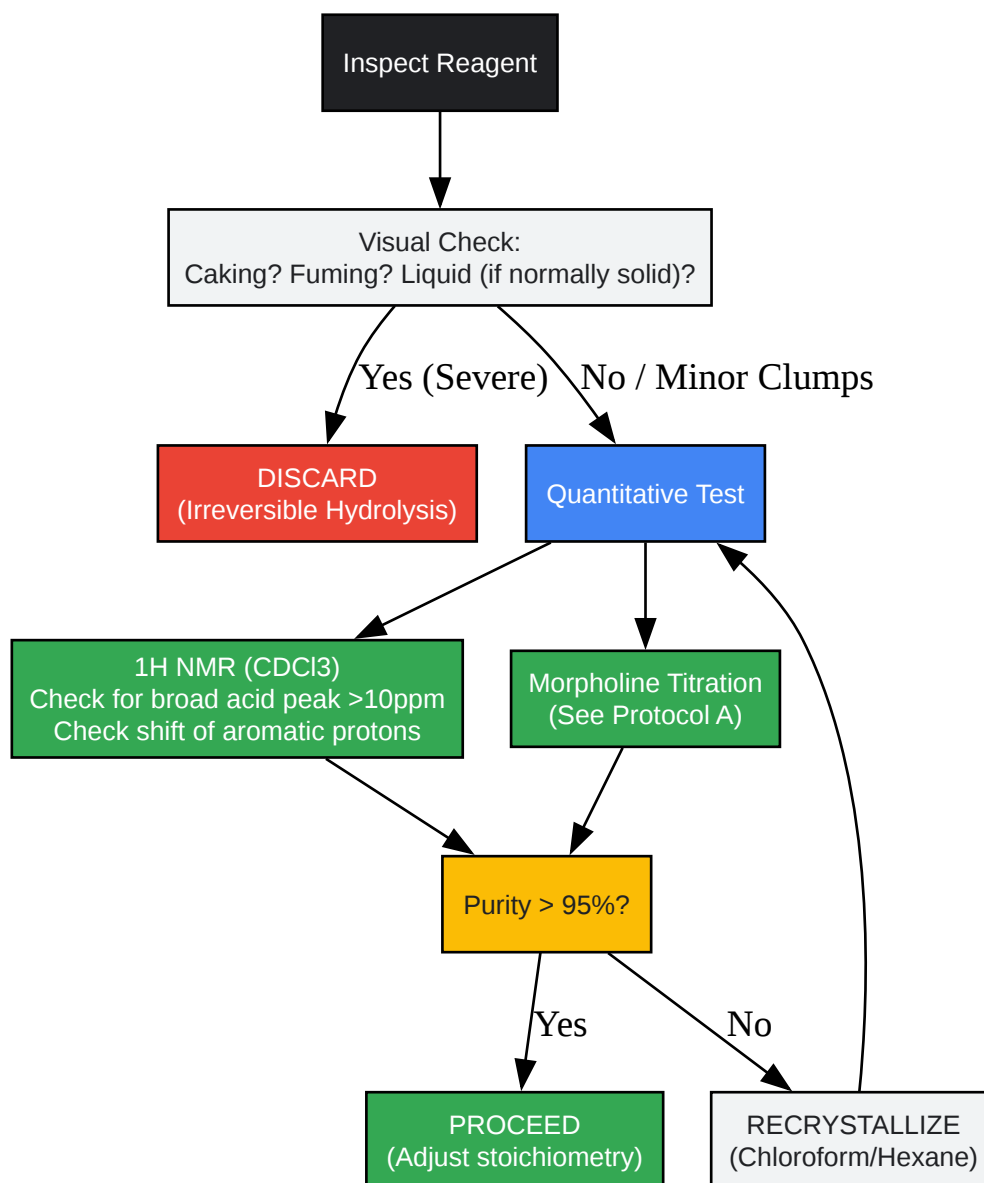 Inspect Reagent
Visual Check:
Caking? Fuming? Liquid (if normally solid)?
Yes (Severe)
No / Minor Clumps
DISCARD
(Irreversible Hydrolysis)
Quantitative Test
1H NMR (CDCl3)
Check for broad acid peak >10ppm
Check shift of aromatic protons
Morpholine Titration
(See Protocol A)
Purity > 95%?
Yes
No
PROCEED
(Adjust stoichiometry)
RECRYSTALLIZE
(Chloroform/Hexane)